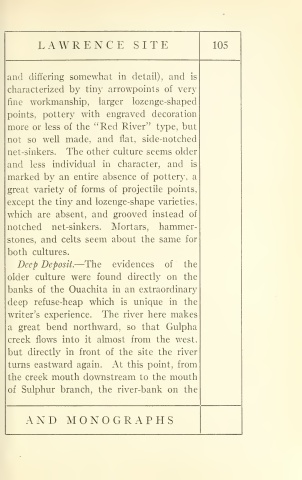 LAWRENCE SITE 105
and differing somewhat in detail), and is
characterized by tiny arrowpoints of very
fine workmanship, larger lozenge-shaped
points, pottery with engraved decoration
more or less of the "Red River" type, but
not so well made, and flat, side-notched
net-sinkers. The other culture seems older
and less individual in character, and is
marked by an entire absence of pottery, a
great variety of forms of projectile points,
except the tiny and lozenge-shape varieties,
which are absent, and grooved instead of
notched net-sinkers. Mortars, hammer-
stones, and celts seem about the same for
both cultures.
Deep Deposit.—The evidences of the
older culture were found directly on the
banks of the Ouachita in an extraordinary
deep refuse-heap which is unique in the
writer's experience. The river here makes
a great bend northward, so that Gulpha
creek flows into it almost from the west,
but directly in front of the site the river
turns eastward again. At this point, from
the creek mouth downstream to the mouth
of Sulphur branch, the river-bank on the
AND MONOGRAPHS